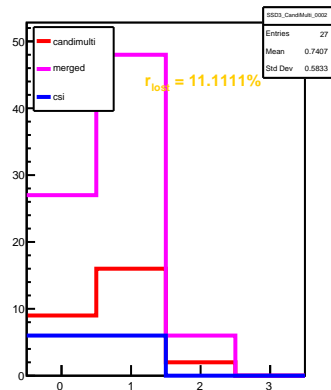 SSD3_CandiMulti_0002
Entries 27
Mean 0.7407
Std Dev 0.5833
candimulti
merged
csi
r_lost = 11.1111%
50
40
30
20
10
0
0 1 2 3